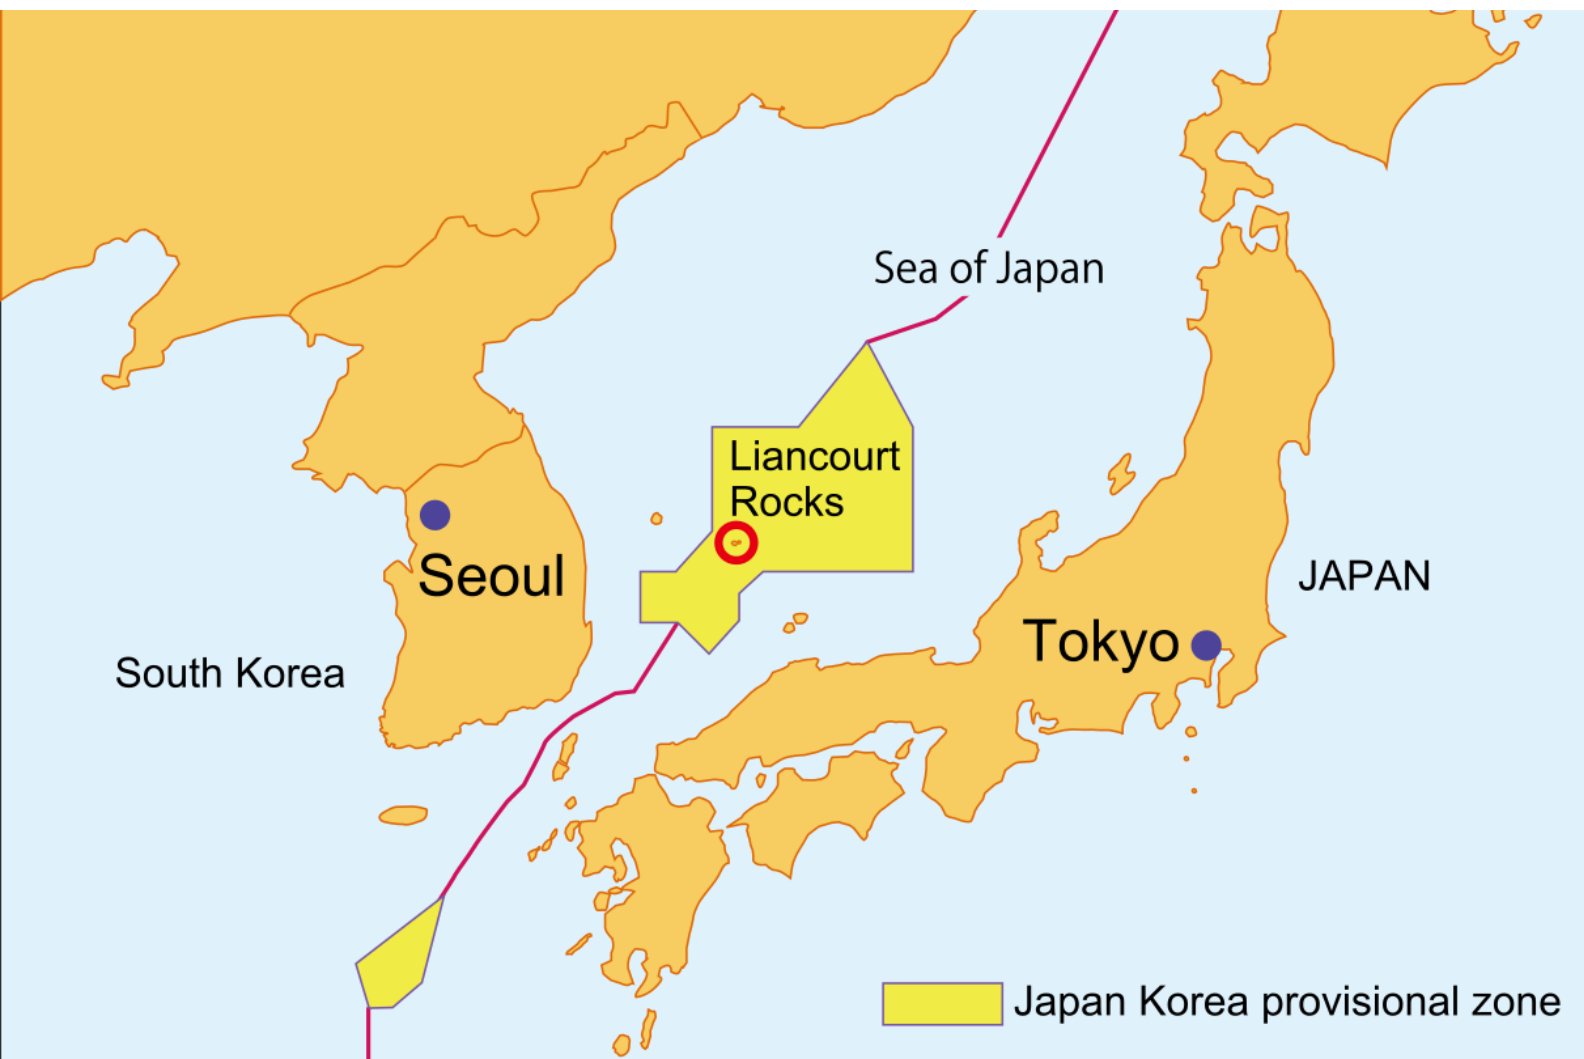 Sea of Japan
Liancourt
Rocks
Seoul
JAPAN
Tokyo
South Korea
Japan Korea provisional zone